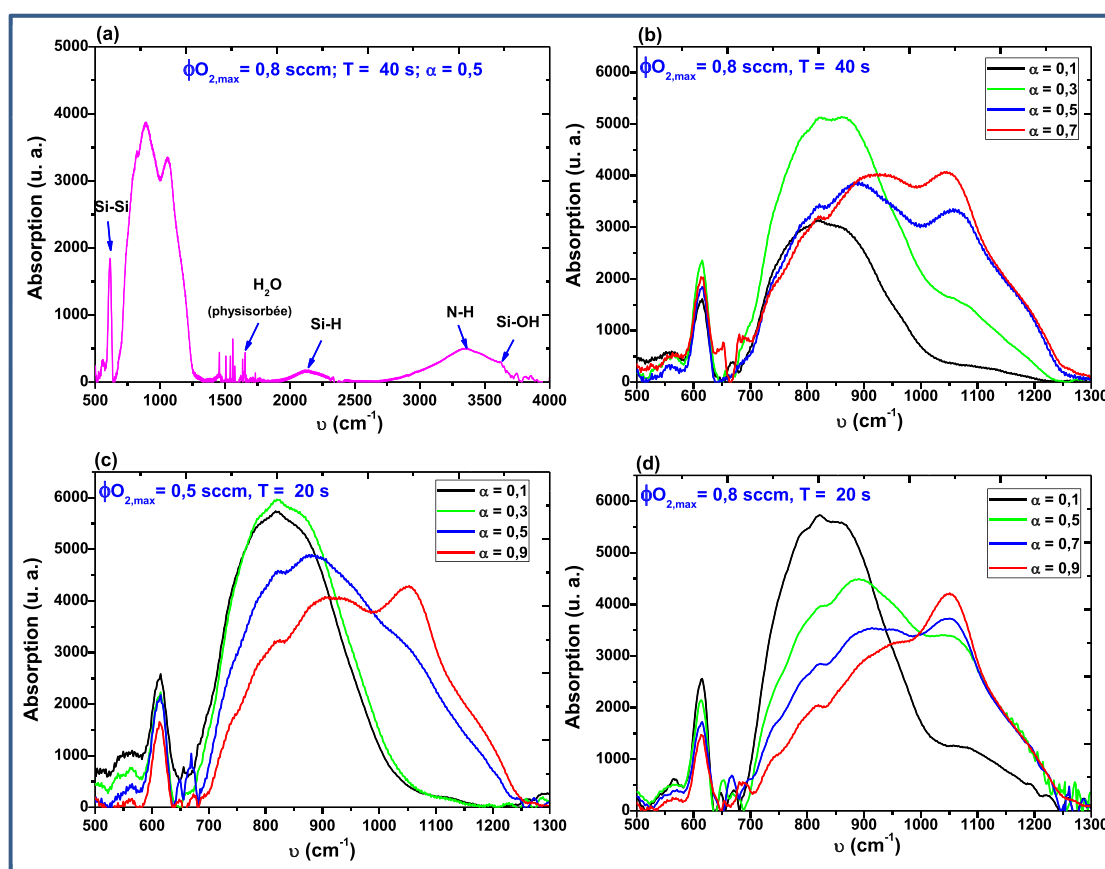 (a)
ϕO2,max = 0,8 sccm; T = 40 s; α = 0,5
Absorption (u. a.)
5000
4000
3000
2000
1000
0
Si-Si
H2O
(physisorbée)
Si-H
N-H
Si-OH
500 1000 1500 2000 2500 3000 3500 4000
υ (cm-1)
(b)
ϕO2,max = 0,8 sccm, T = 40 s
α = 0,1
α = 0,3
α = 0,5
α = 0,7
Absorption (u. a.)
6000
5000
4000
3000
2000
1000
0
500 600 700 800 900 1000 1100 1200 1300
υ (cm-1)
(c)
ϕO2,max = 0,5 sccm, T = 20 s
α = 0,1
α = 0,3
α = 0,5
α = 0,9
Absorption (u. a.)
6000
5000
4000
3000
2000
1000
0
500 600 700 800 900 1000 1100 1200 1300
υ (cm-1)
(d)
ϕO2,max = 0,8 sccm, T = 20 s
α = 0,1
α = 0,5
α = 0,7
α = 0,9
Absorption (u. a.)
6000
5000
4000
3000
2000
1000
0
500 600 700 800 900 1000 1100 1200 1300
υ (cm-1)